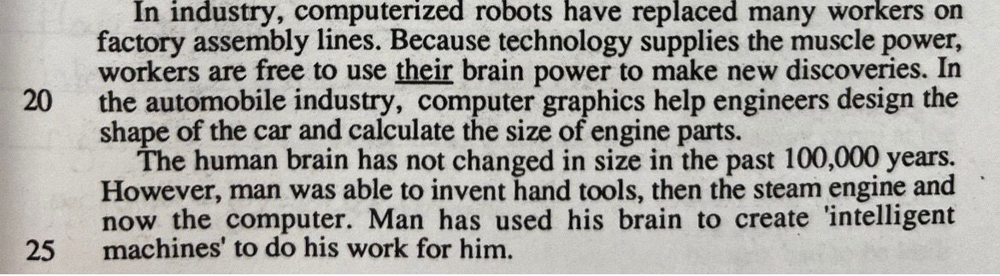 In industry, computerized robots have replaced many workers on
factory assembly lines. Because technology supplies the muscle power,
workers are free to use their brain power to make new discoveries. In
20 the automobile industry, computer graphics help engineers design the
shape of the car and calculate the size of engine parts.
The human brain has not changed in size in the past 100,000 years.
However, man was able to invent hand tools, then the steam engine and
now the computer. Man has used his brain to create 'intelligent
25 machines' to do his work for him.